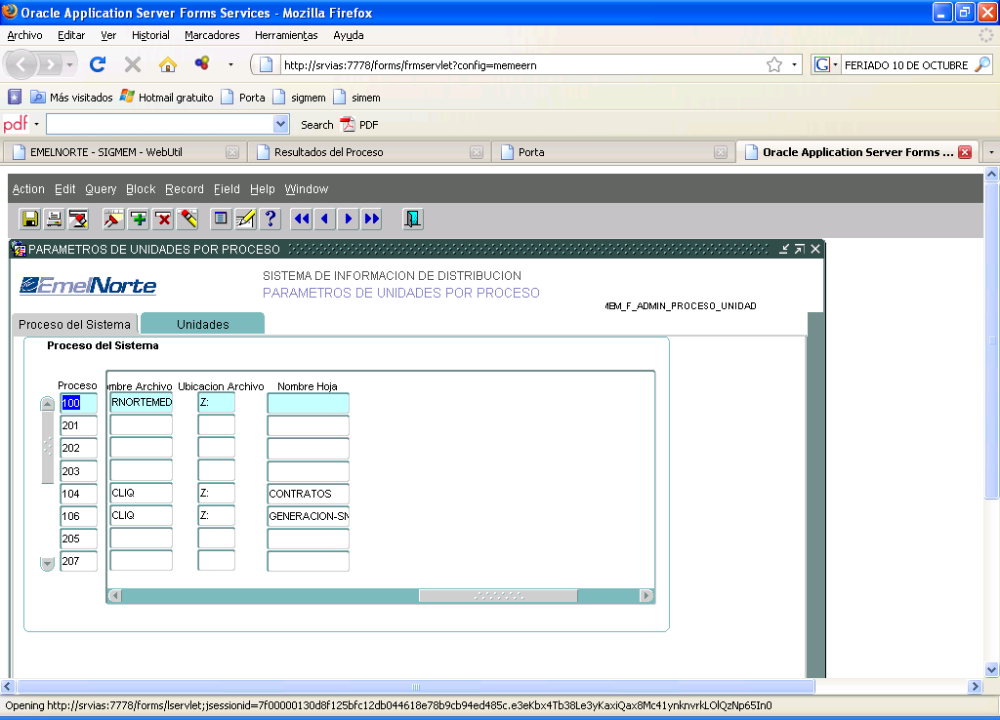 Oracle Application Server Forms Services - Mozilla Firefox
Archivo Editar Ver Historial Marcadores Herramientas Ayuda
http://srvias:7778/forms/frmservlet?config=memeern
G FERIADO 10 DE OCTUBRE
Más visitados Hotmail gratuito Porta sigmem simem
pdf Search PDF
EMELNORTE - SIGMEM - WebUtil Resultados del Proceso Porta Oracle Application Server Forms ...
Action Edit Query Block Record Field Help Window
PARAMETROS DE UNIDADES POR PROCESO
EmelNorte
SISTEMA DE INFORMACION DE DISTRIBUCION
PARAMETROS DE UNIDADES POR PROCESO
MEM_F_ADMIN_PROCESO_UNIDAD
Proceso del Sistema Unidades
Proceso del Sistema
Proceso mbre Archivo Ubicacion Archivo Nombre Hoja
100 RNORTEMED Z:
201
202
203
104 CLIQ Z: CONTRATOS
106 CLIQ Z: GENERACION-SN
205
207
Opening http://srvias:7778/forms/lservlet;jsessionid=7f00000130d8f125bfc12db044618e78b9cb94ed485c.e3eKbx4Tb38Le3yKaxiQax8Mc41ynknvrkLOlQzNp65In0